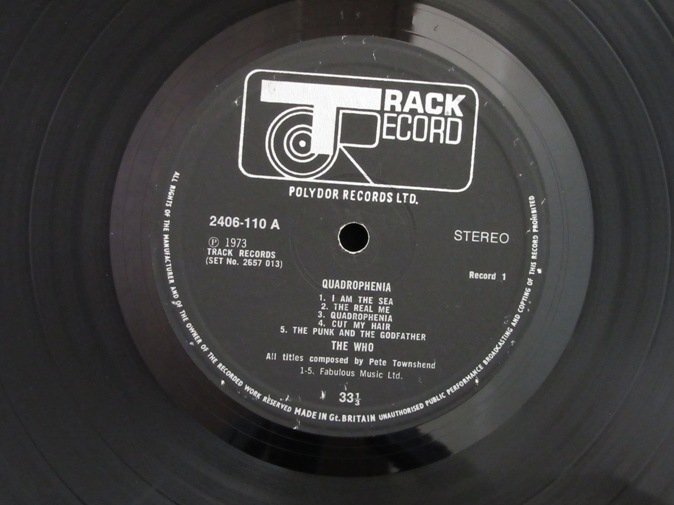 TRACK
RECORD
POLYDOR RECORDS LTD.
2406-110 A
STEREO
Ⓟ 1973
TRACK RECORDS
(SET No. 2657 013)
Record 1
QUADROPHENIA
1. I AM THE SEA
2. THE REAL ME
3. QUADROPHENIA
4. CUT MY HAIR
5. THE PUNK AND THE GODFATHER
THE WHO
All titles composed by Pete Townshend
1-5. Fabulous Music Ltd.
33⅓
ALL RIGHTS OF THE MANUFACTURER AND OF THE OWNER OF THE RECORDED WORK RESERVED MADE IN Gt. BRITAIN UNAUTHORISED PUBLIC PERFORMANCE BROADCASTING AND COPYING OF THIS RECORD PROHIBITED